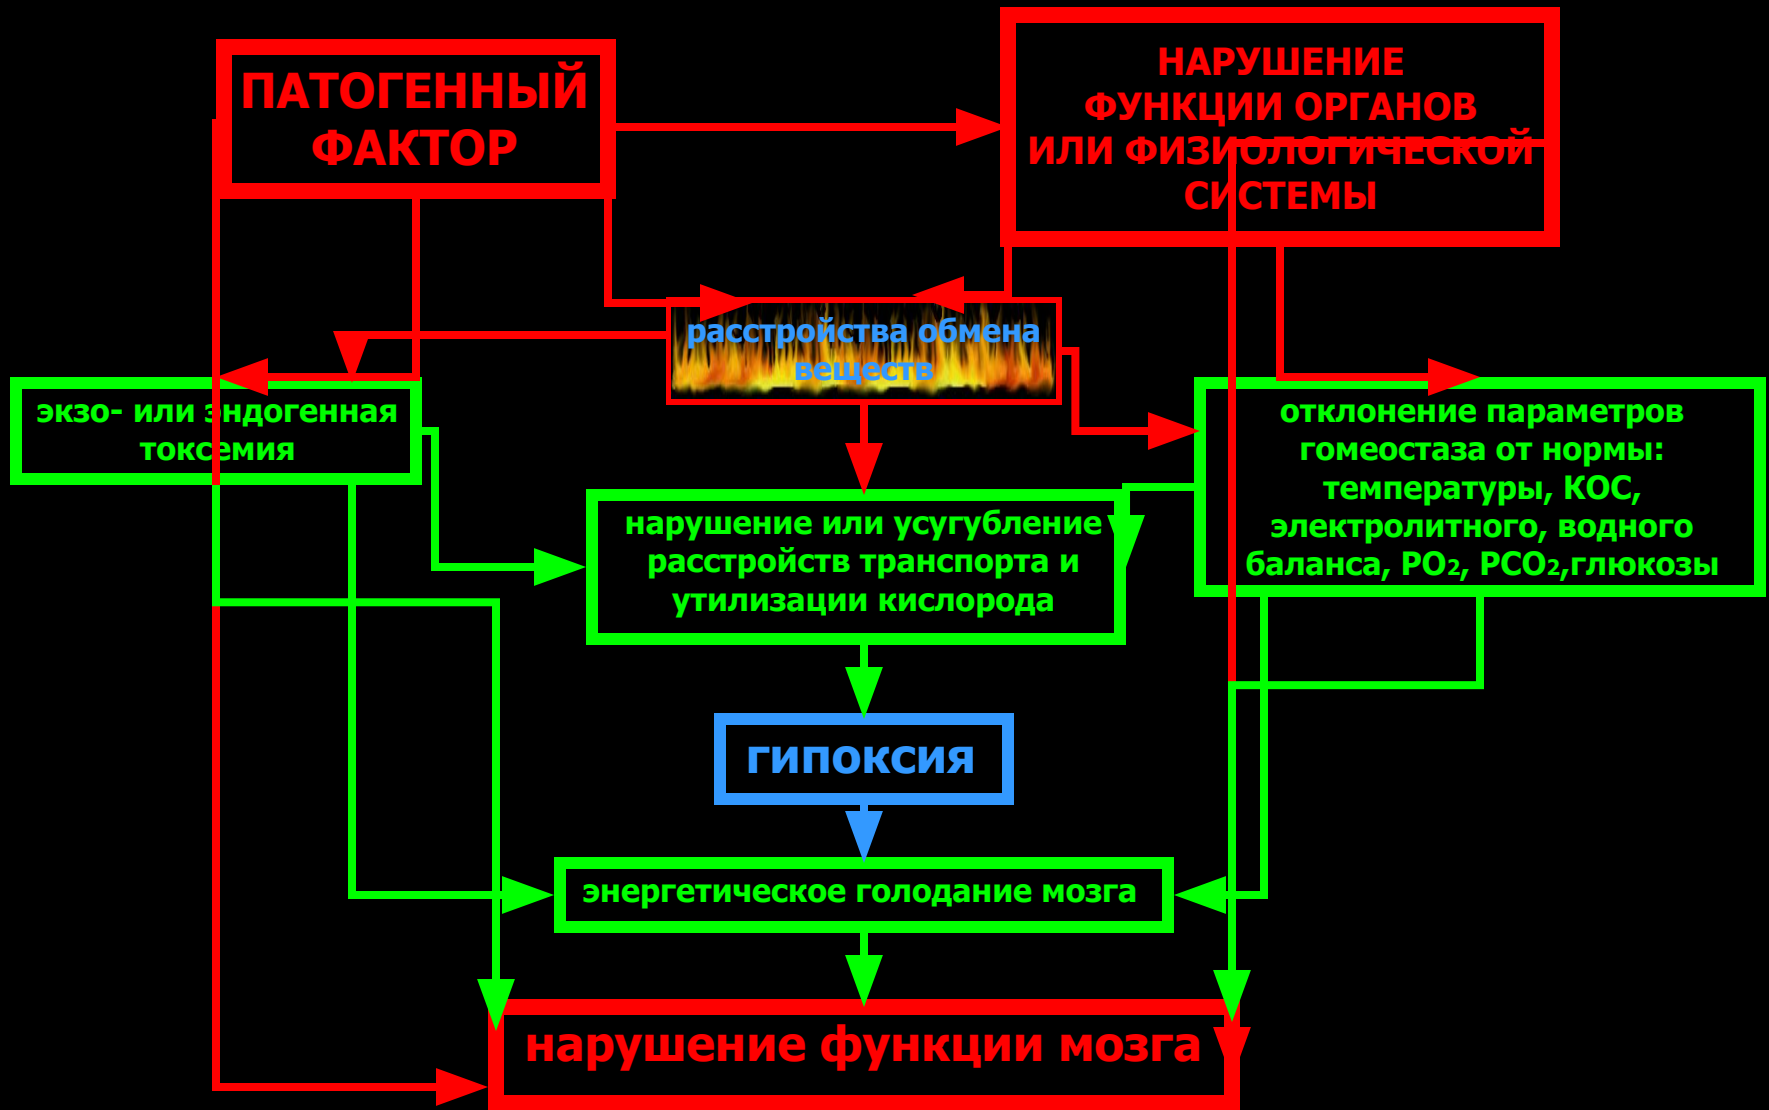 ПАТОГЕННЫЙ
ФАКТОР
НАРУШЕНИЕ
ФУНКЦИИ ОРГАНОВ
ИЛИ ФИЗИОЛОГИЧЕСКОЙ
СИСТЕМЫ
расстройства обмена
веществ
экзо- или эндогенная
токсемия
отклонение параметров
гомеостаза от нормы:
температуры, КОС,
электролитного, водного
баланса, РО₂, РСО₂,глюкозы
нарушение или усугубление
расстройств транспорта и
утилизации кислорода
гипоксия
энергетическое голодание мозга
нарушение функции мозга